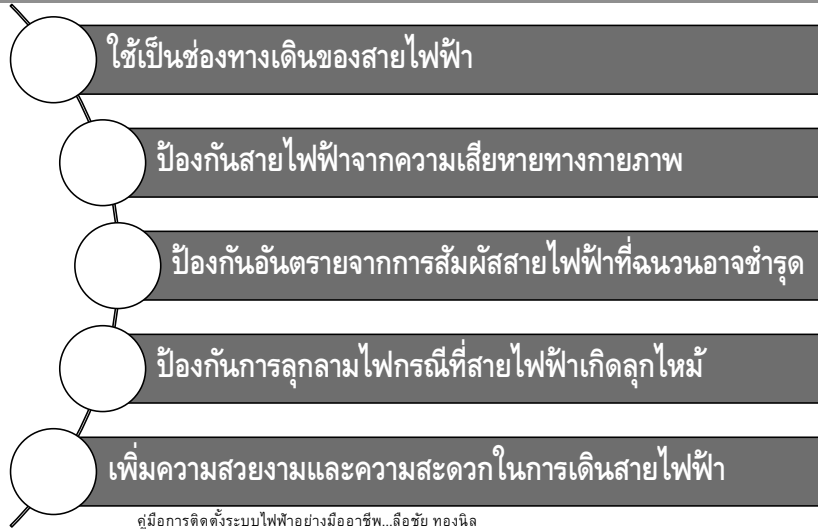 ใช้เป็นช่องทางเดินของสายไฟฟ้า
ป้องกันสายไฟฟ้าจากความเสียหายทางกายภาพ
ป้องกันอันตรายจากการสัมผัสสายไฟฟ้าที่ฉนวนอาจชำรุด
ป้องกันการลุกลามไฟกรณีที่สายไฟฟ้าเกิดลุกไหม้
เพิ่มความสวยงามและความสะดวกในการเดินสายไฟฟ้า
คู่มือการติดตั้งระบบไฟฟ้าอย่างมืออาชีพ...ลือชัย ทองนิล